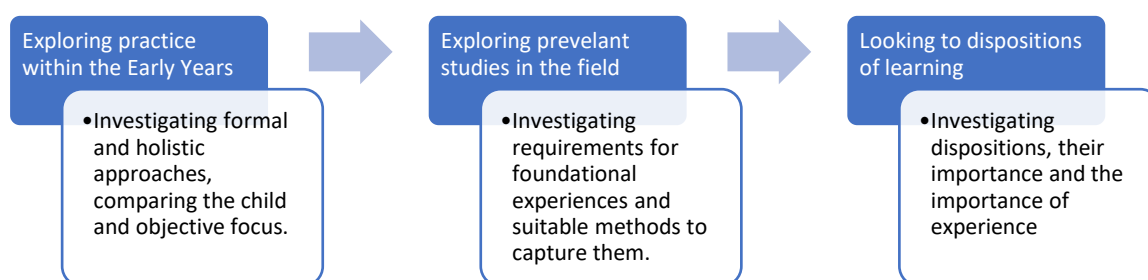 Exploring practice
within the Early Years
•Investigating formal
and holistic
approaches,
comparing the child
and objective focus.
Exploring prevelant
studies in the field
•Investigating
requirements for
foundational
experiences and
suitable methods to
capture them.
Looking to dispositions
of learning
•Investigating
dispositions, their
importance and the
importance of
experience